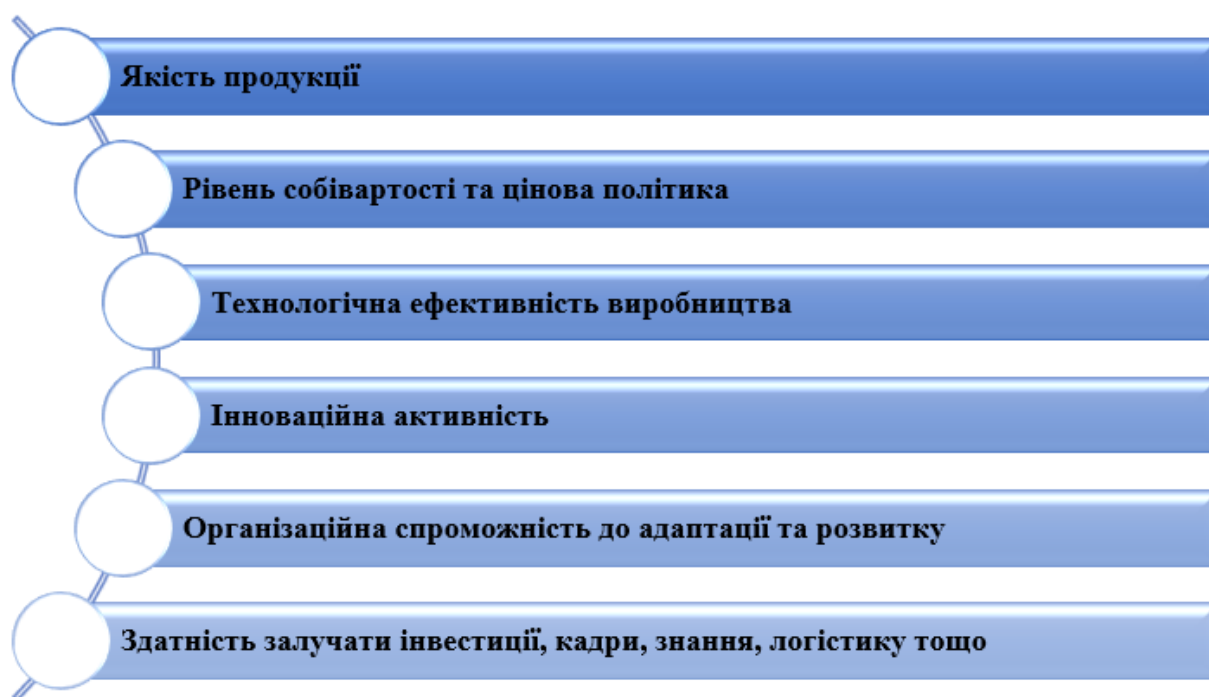 Якість продукції
Рівень собівартості та цінова політика
Технологічна ефективність виробництва
Інноваційна активність
Організаційна спроможність до адаптації та розвитку
Здатність залучати інвестиції, кадри, знання, логістику тощо